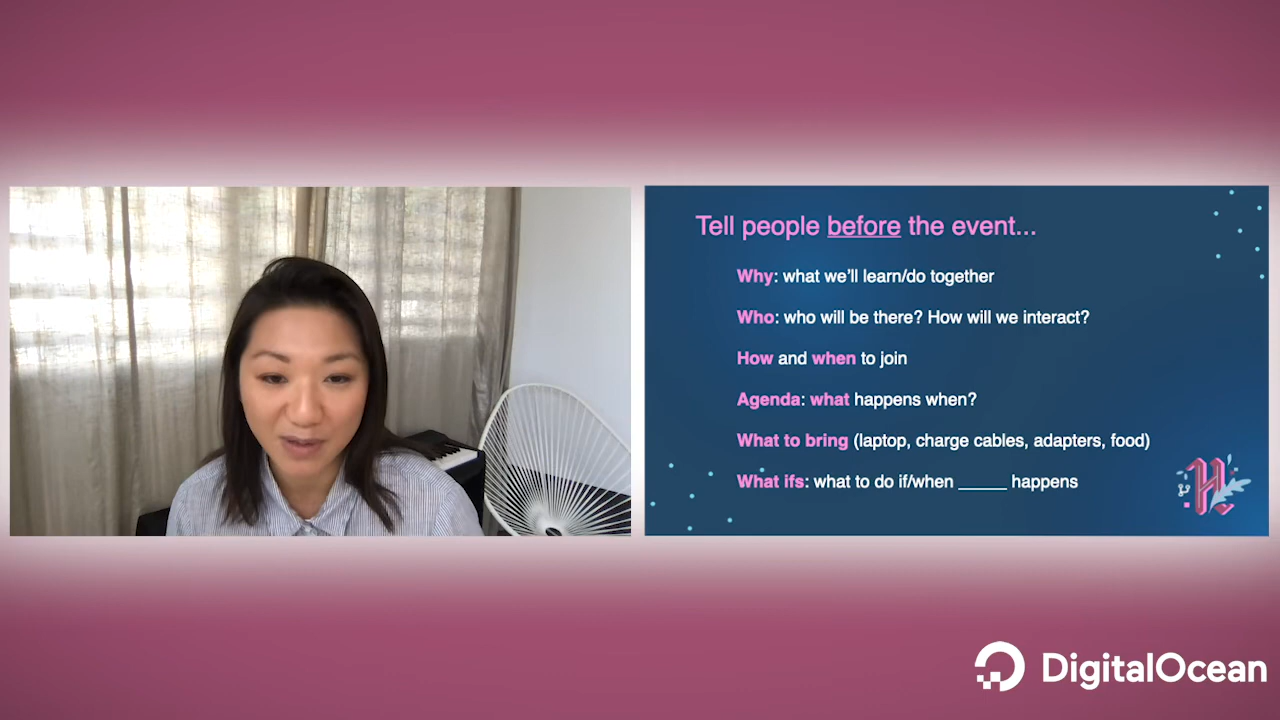 Tell people before the event...
Why: what we'll learn/do together
Who: who will be there? How will we interact?
How and when to join
Agenda: what happens when?
What to bring (laptop, charge cables, adapters, food)
What ifs: what to do if/when _____ happens
H
DigitalOcean